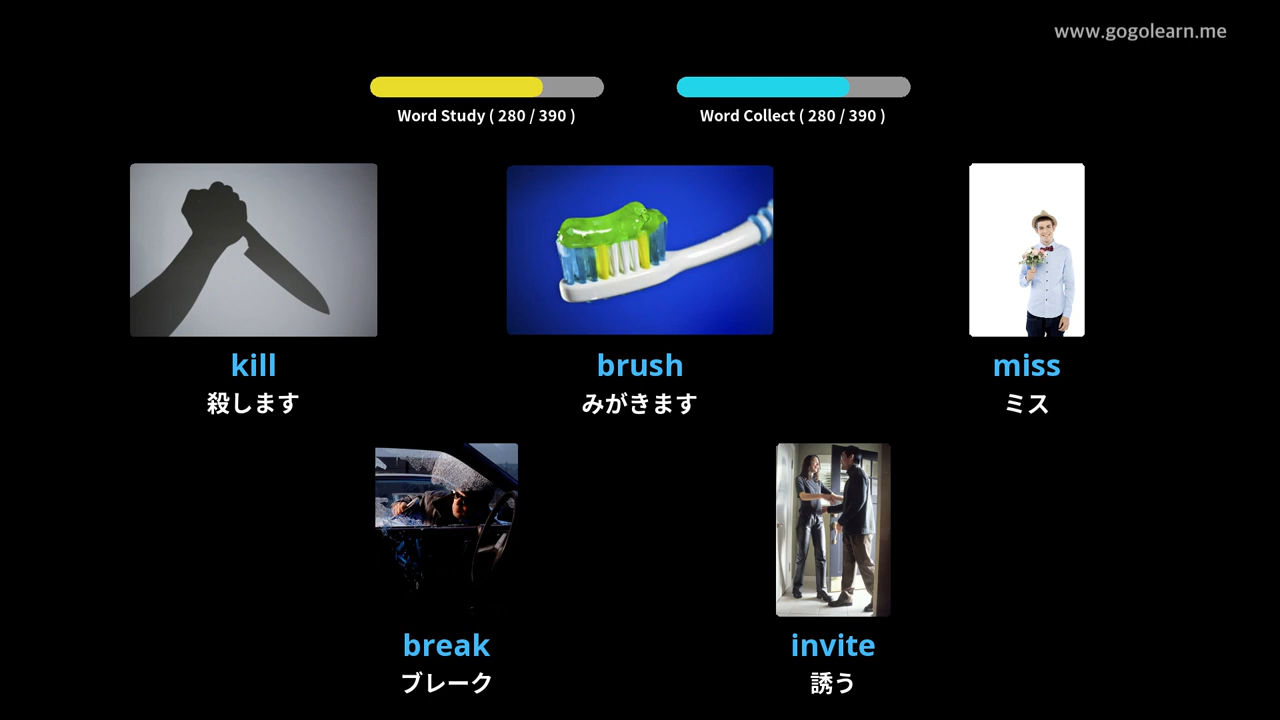 www.gogolearn.me
Word Study ( 280 / 390 )
Word Collect ( 280 / 390 )
kill
殺します
brush
みがきます
miss
ミス
break
ブレーク
invite
誘う